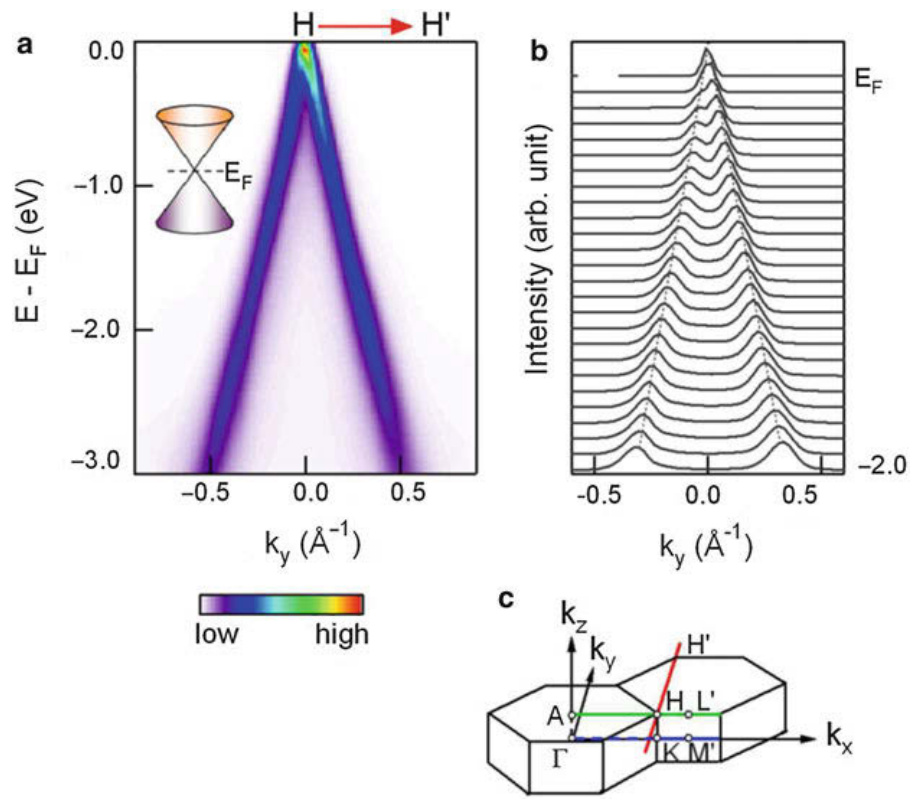 H H'
a
0.0
−1.0
−2.0
−3.0
E - E_F (eV)
E_F
−0.5 0.0 0.5
k_y (Å⁻¹)
low high
b
E_F
−2.0
Intensity (arb. unit)
-0.5 0.0 0.5
k_y (Å⁻¹)
c
k_z
k_y
H'
A H L'
Γ K M' k_x